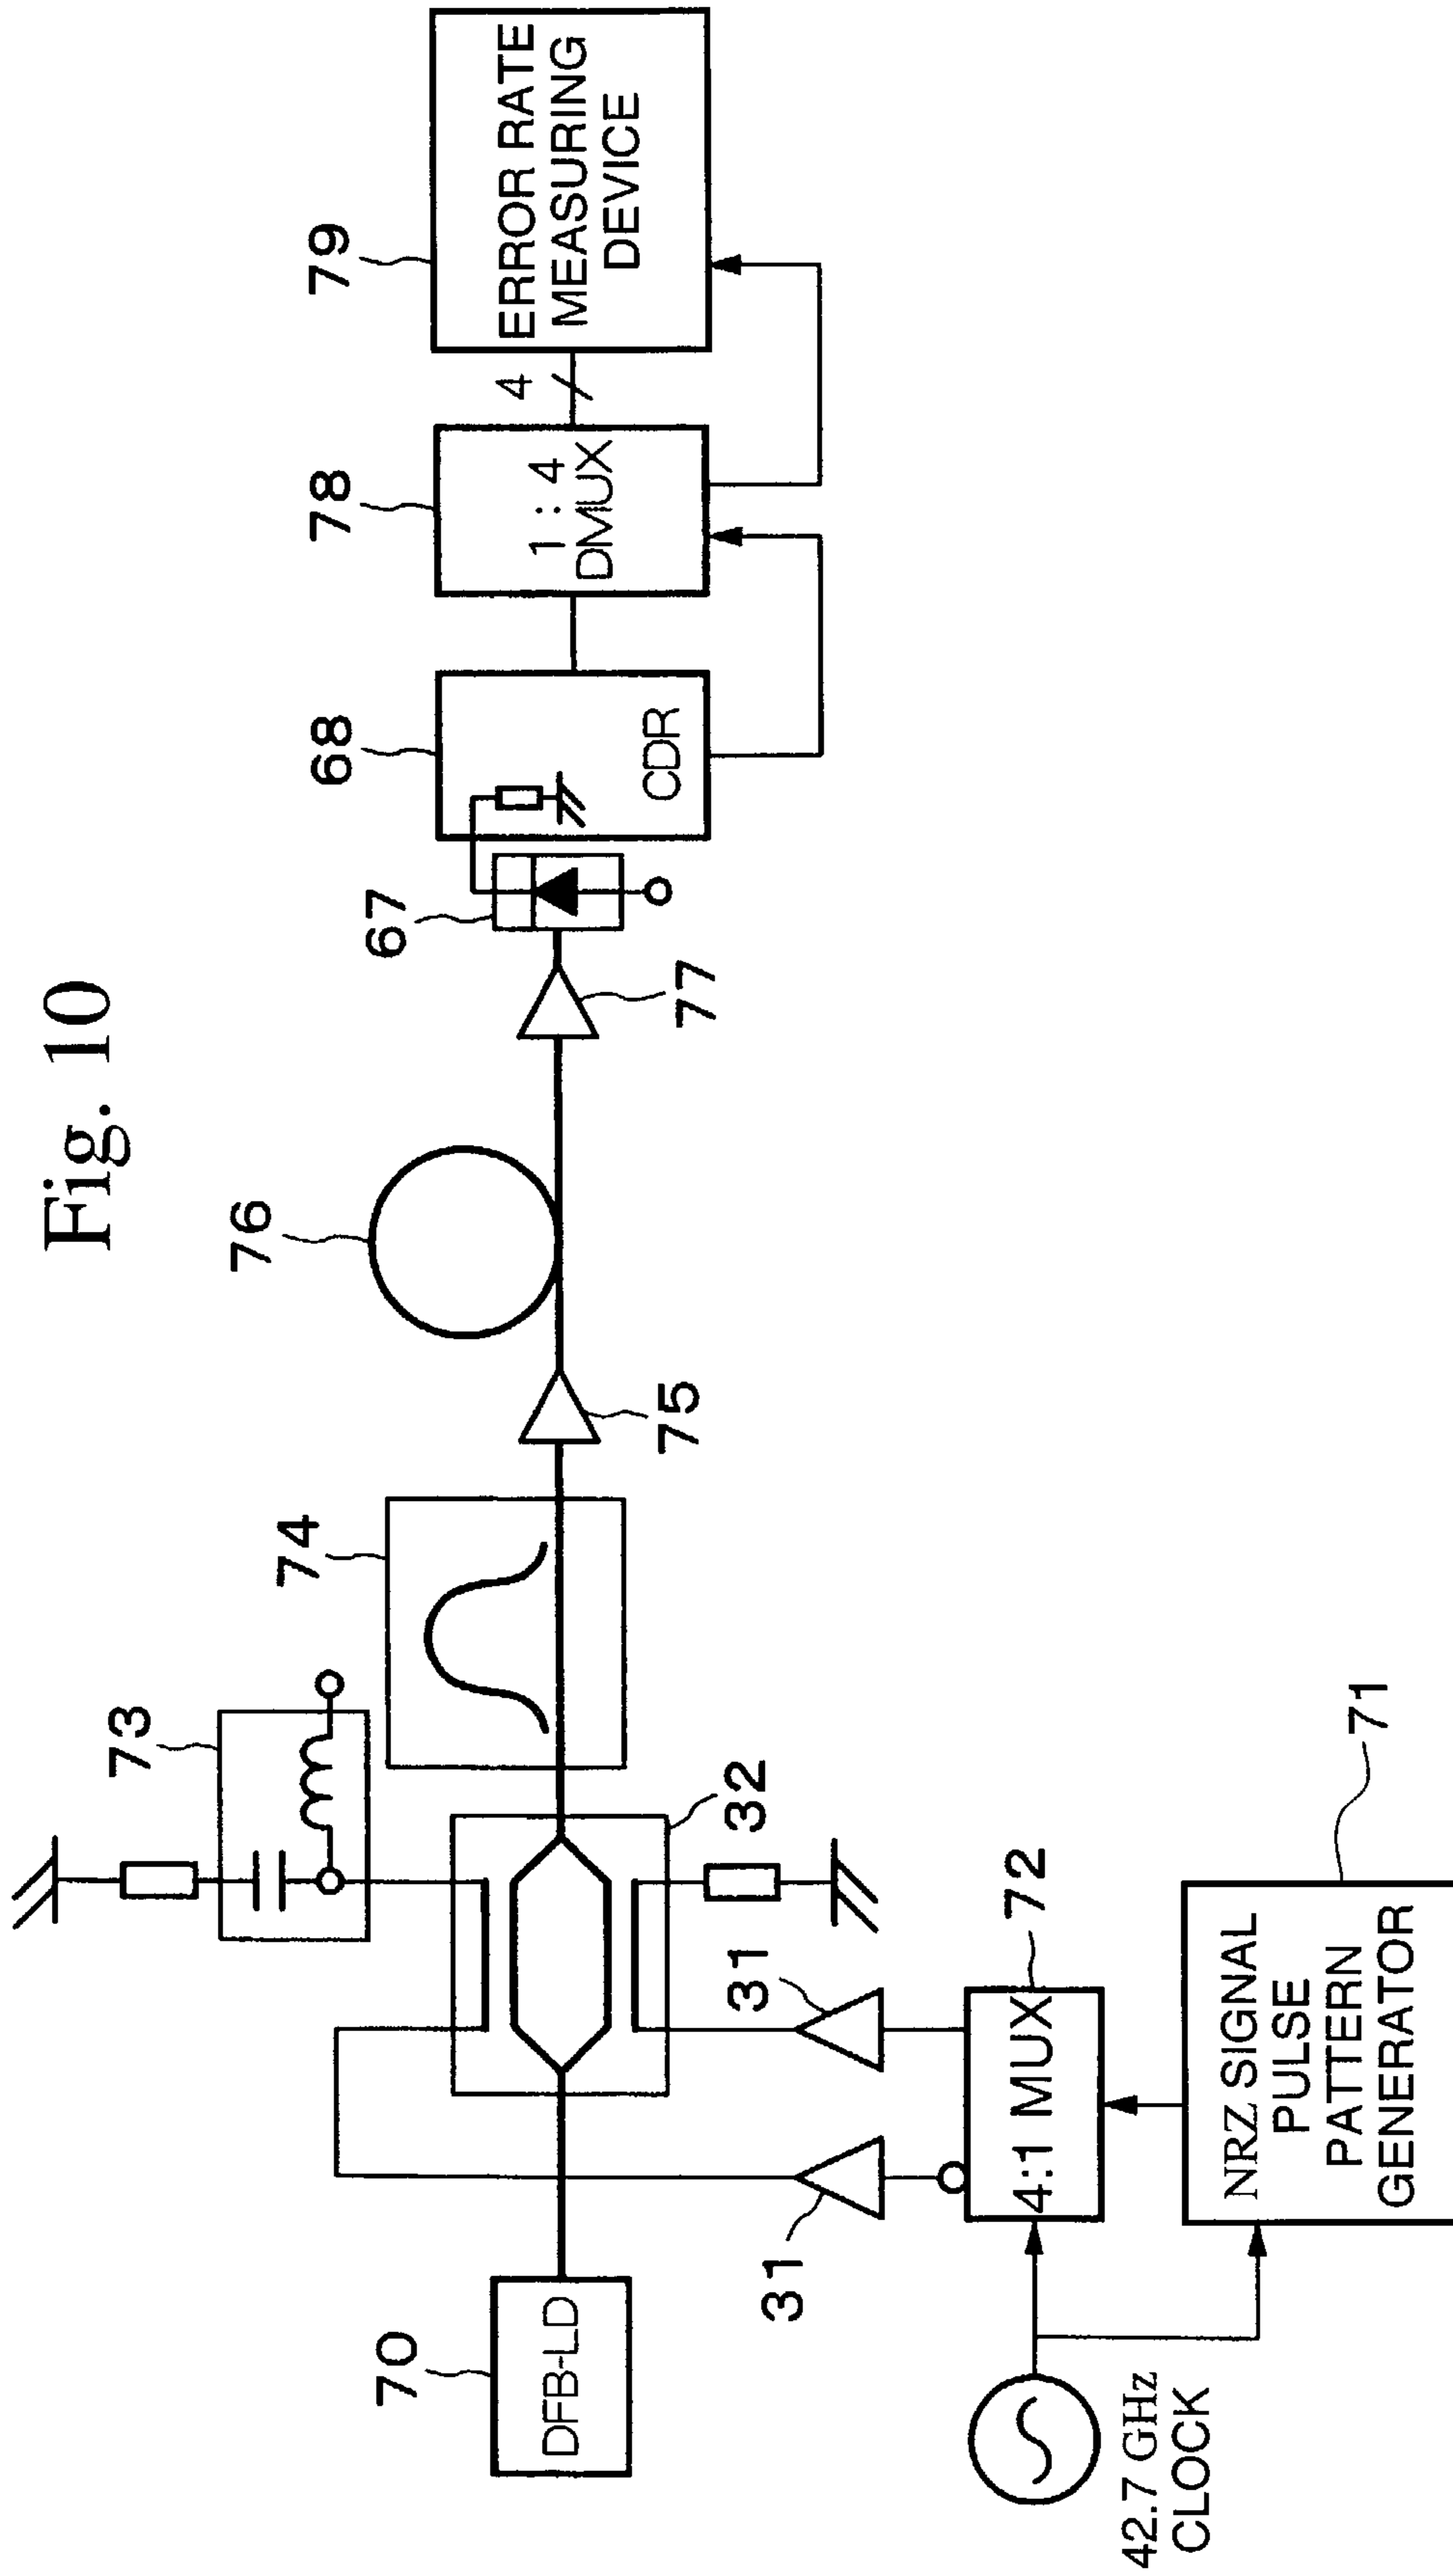 Fig. 10
73
74
76
79
78
68
67
70
DFB-LD
32
75
77
CDR
1 : 4
DMUX
4
ERROR RATE
MEASURING
DEVICE
31
31
72
4:1 MUX
71
NRZ SIGNAL
PULSE
PATTERN
GENERATOR
42.7 GHz
CLOCK